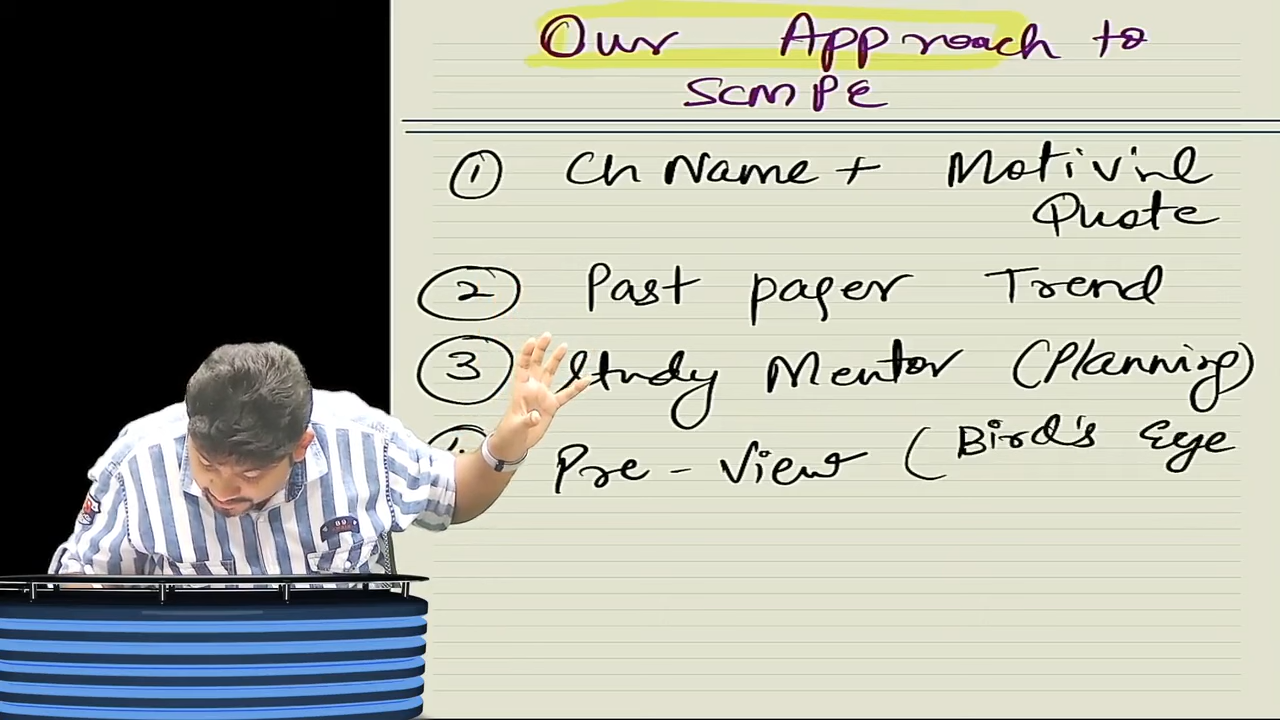 Our Approach to
SCMPE
① Ch Name + Motiv'nl
Quote
② Past paper Trend
③ Study Mentor (Planning)
Pre-View (Bird's Eye